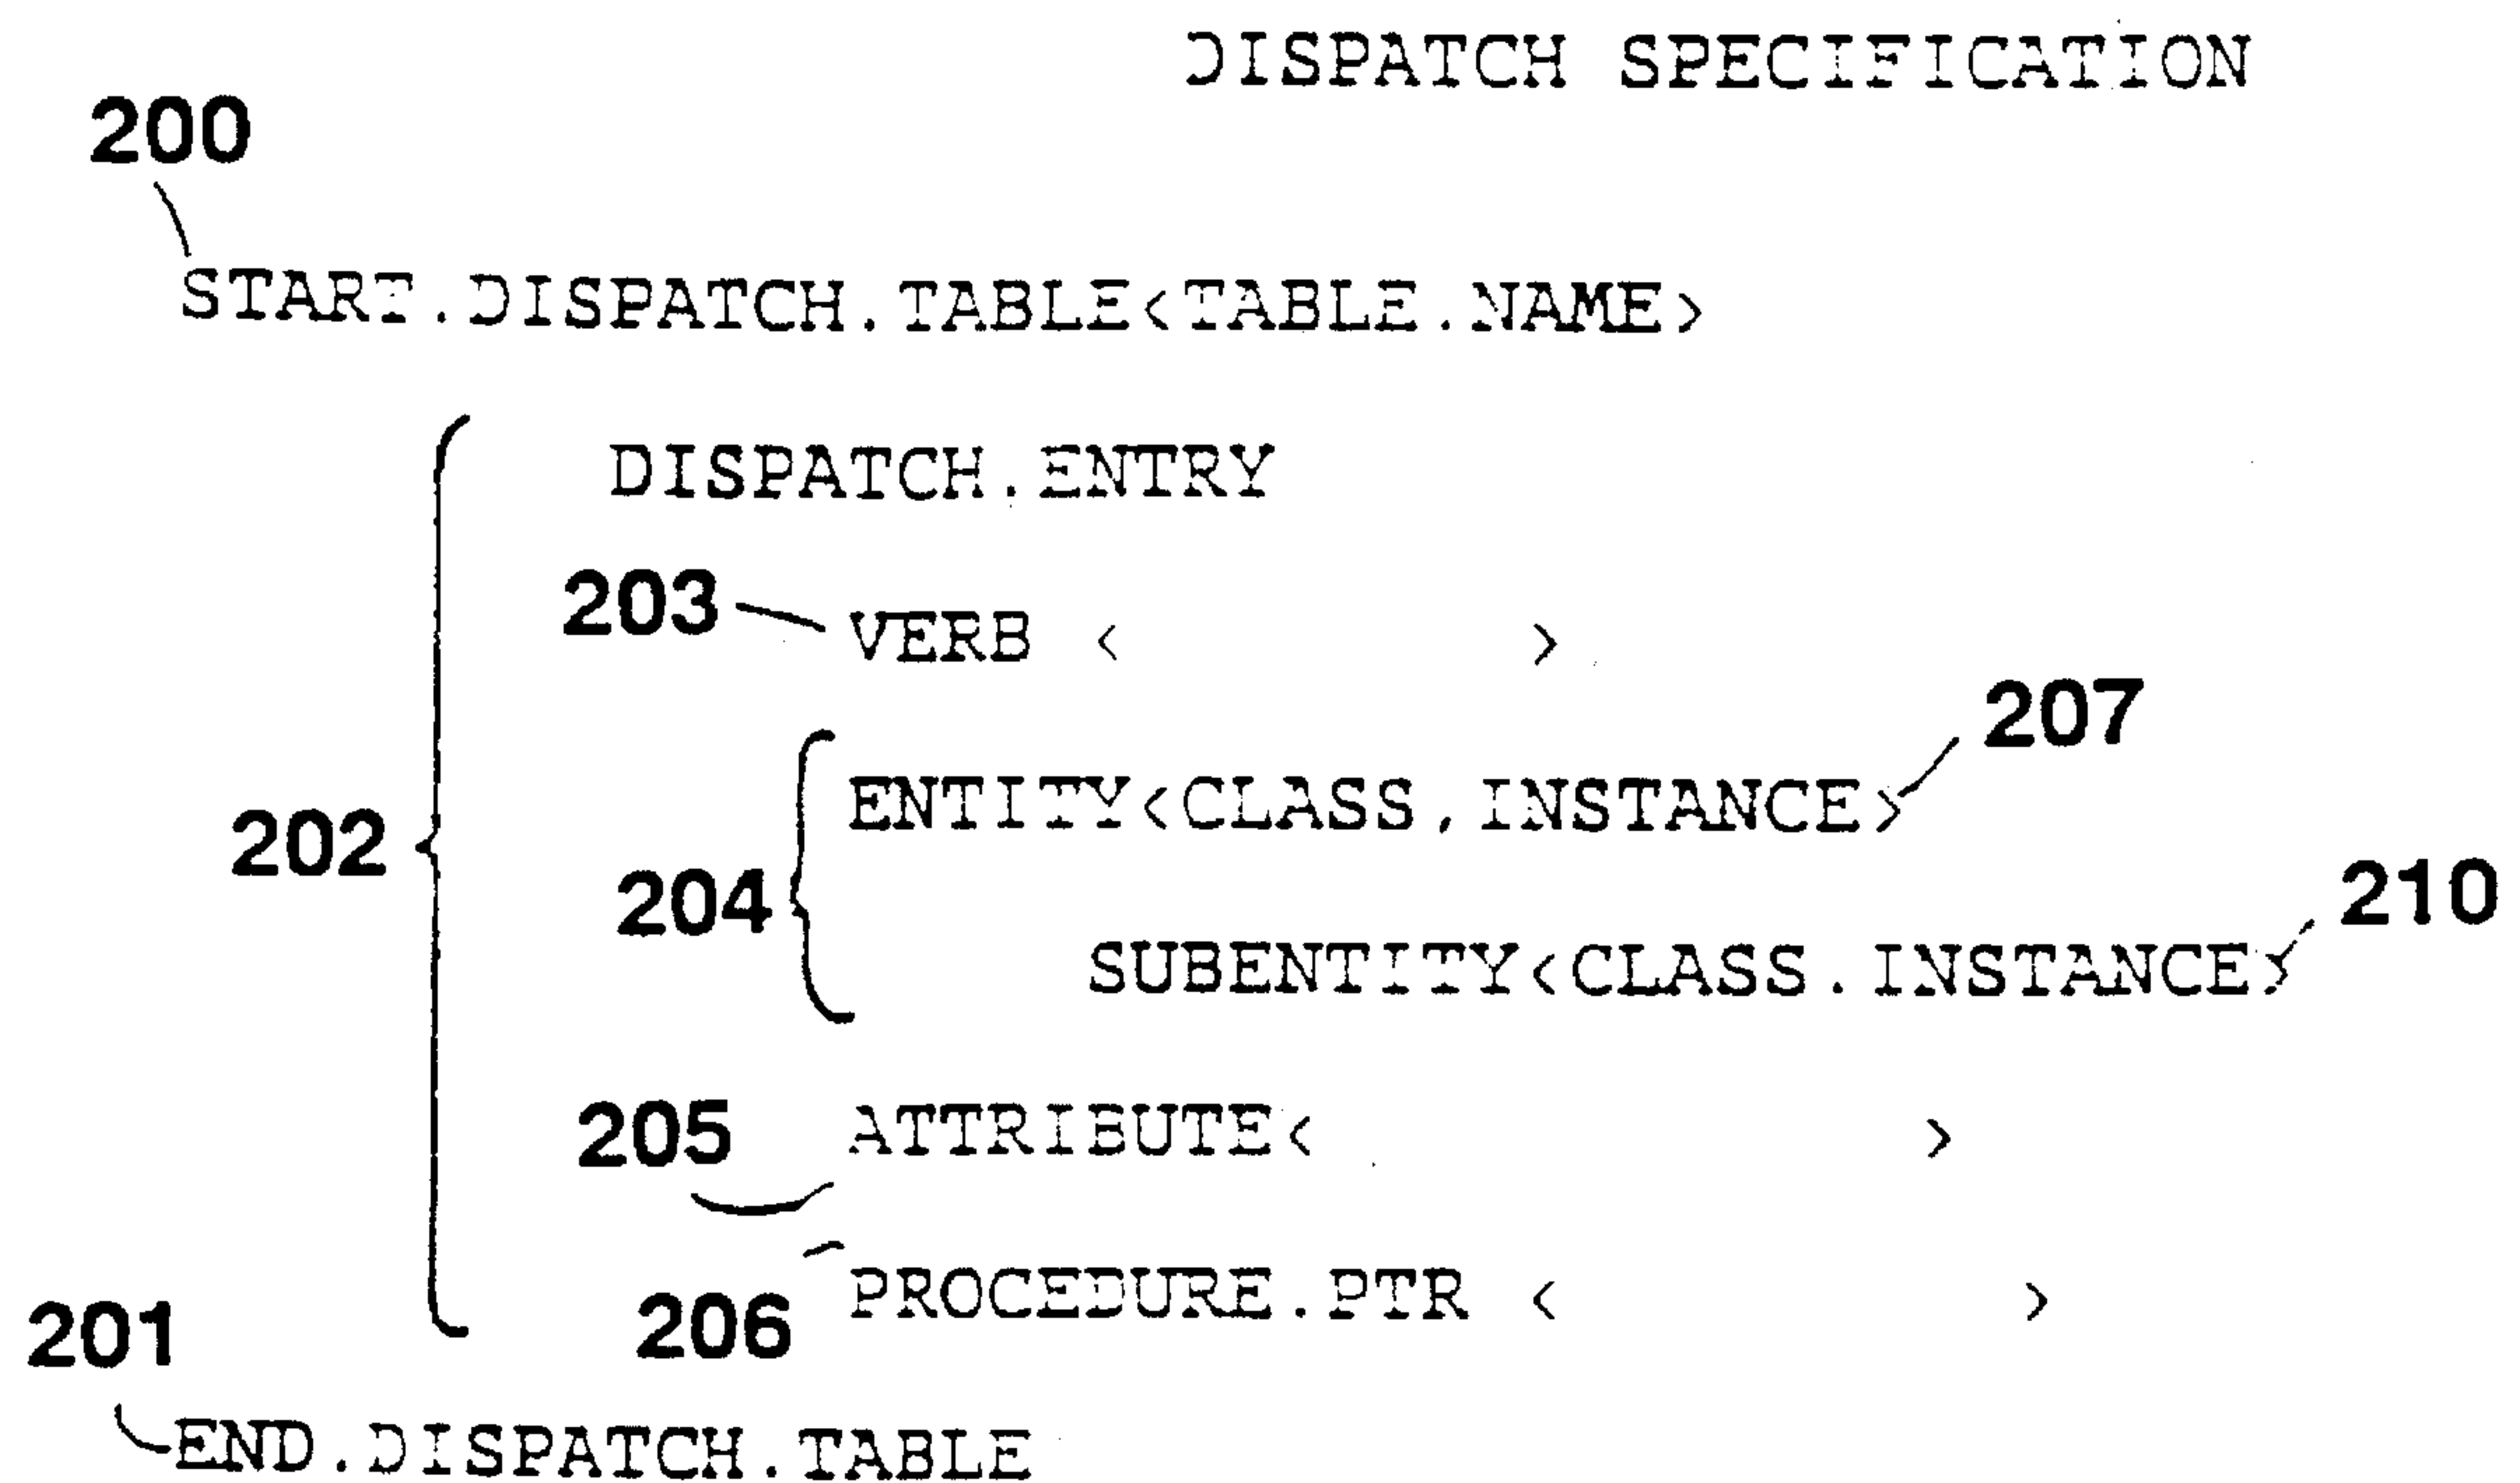 DISPATCH SPECIFICATION
200
START.DISPATCH.TABLE<TABLE.NAME>
DISPATCH.ENTRY
203 VERB < >
207
ENTITY<CLASS,INSTANCE>
202
204
210
SUBENTITY<CLASS.INSTANCE>
205 ATTRIBUTE< >
206 PROCEDURE.PTR < >
201
END.DISPATCH.TABLE